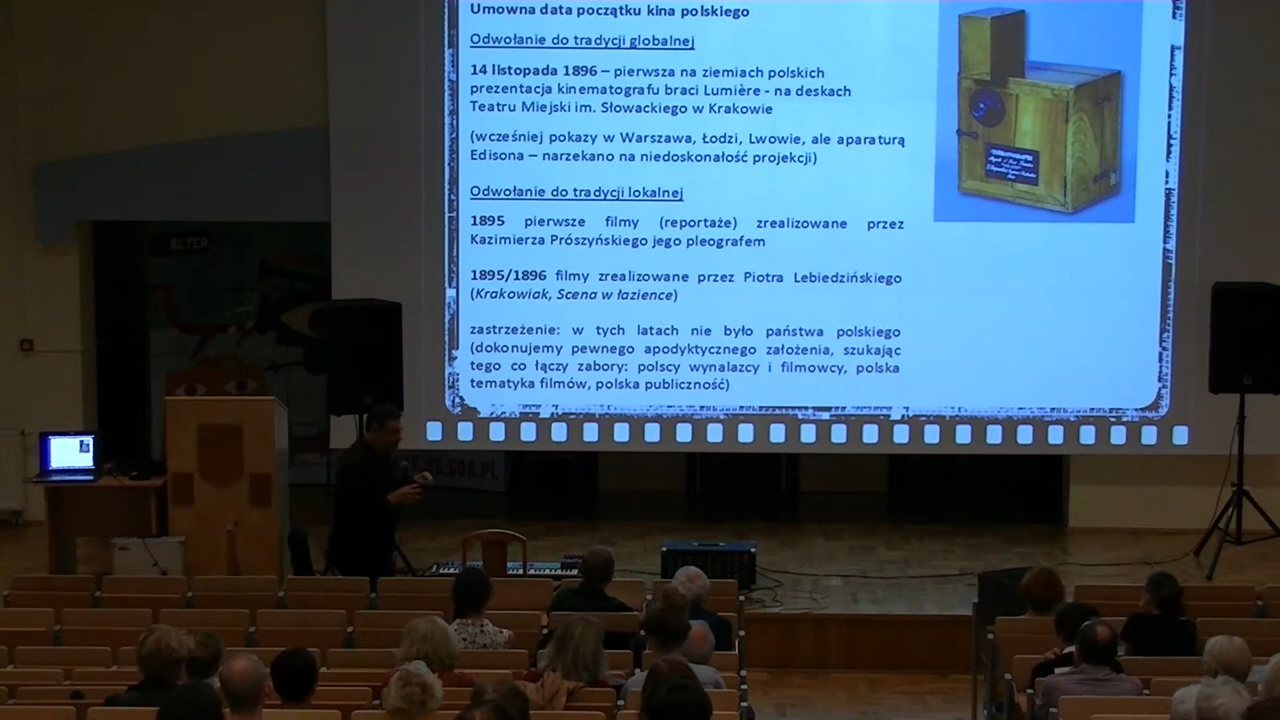 Umowna data początku kina polskiego
Odwołanie do tradycji globalnej
14 listopada 1896 – pierwsza na ziemiach polskich
prezentacja kinematografu braci Lumière - na deskach
Teatru Miejski im. Słowackiego w Krakowie
(wcześniej pokazy w Warszawa, Łodzi, Lwowie, ale aparaturą
Edisona – narzekano na niedoskonałość projekcji)
Odwołanie do tradycji lokalnej
1895 pierwsze filmy (reportaże) zrealizowane przez
Kazimierza Prószyńskiego jego pleografem
1895/1896 filmy zrealizowane przez Piotra Lebiedzińskiego
(Krakowiak, Scena w łazience)
zastrzeżenie: w tych latach nie było państwa polskiego
(dokonujemy pewnego apodyktycznego założenia, szukając
tego co łączy zabory: polscy wynalazcy i filmowcy, polska
tematyka filmów, polska publiczność)
ALTER
.GDA.PL